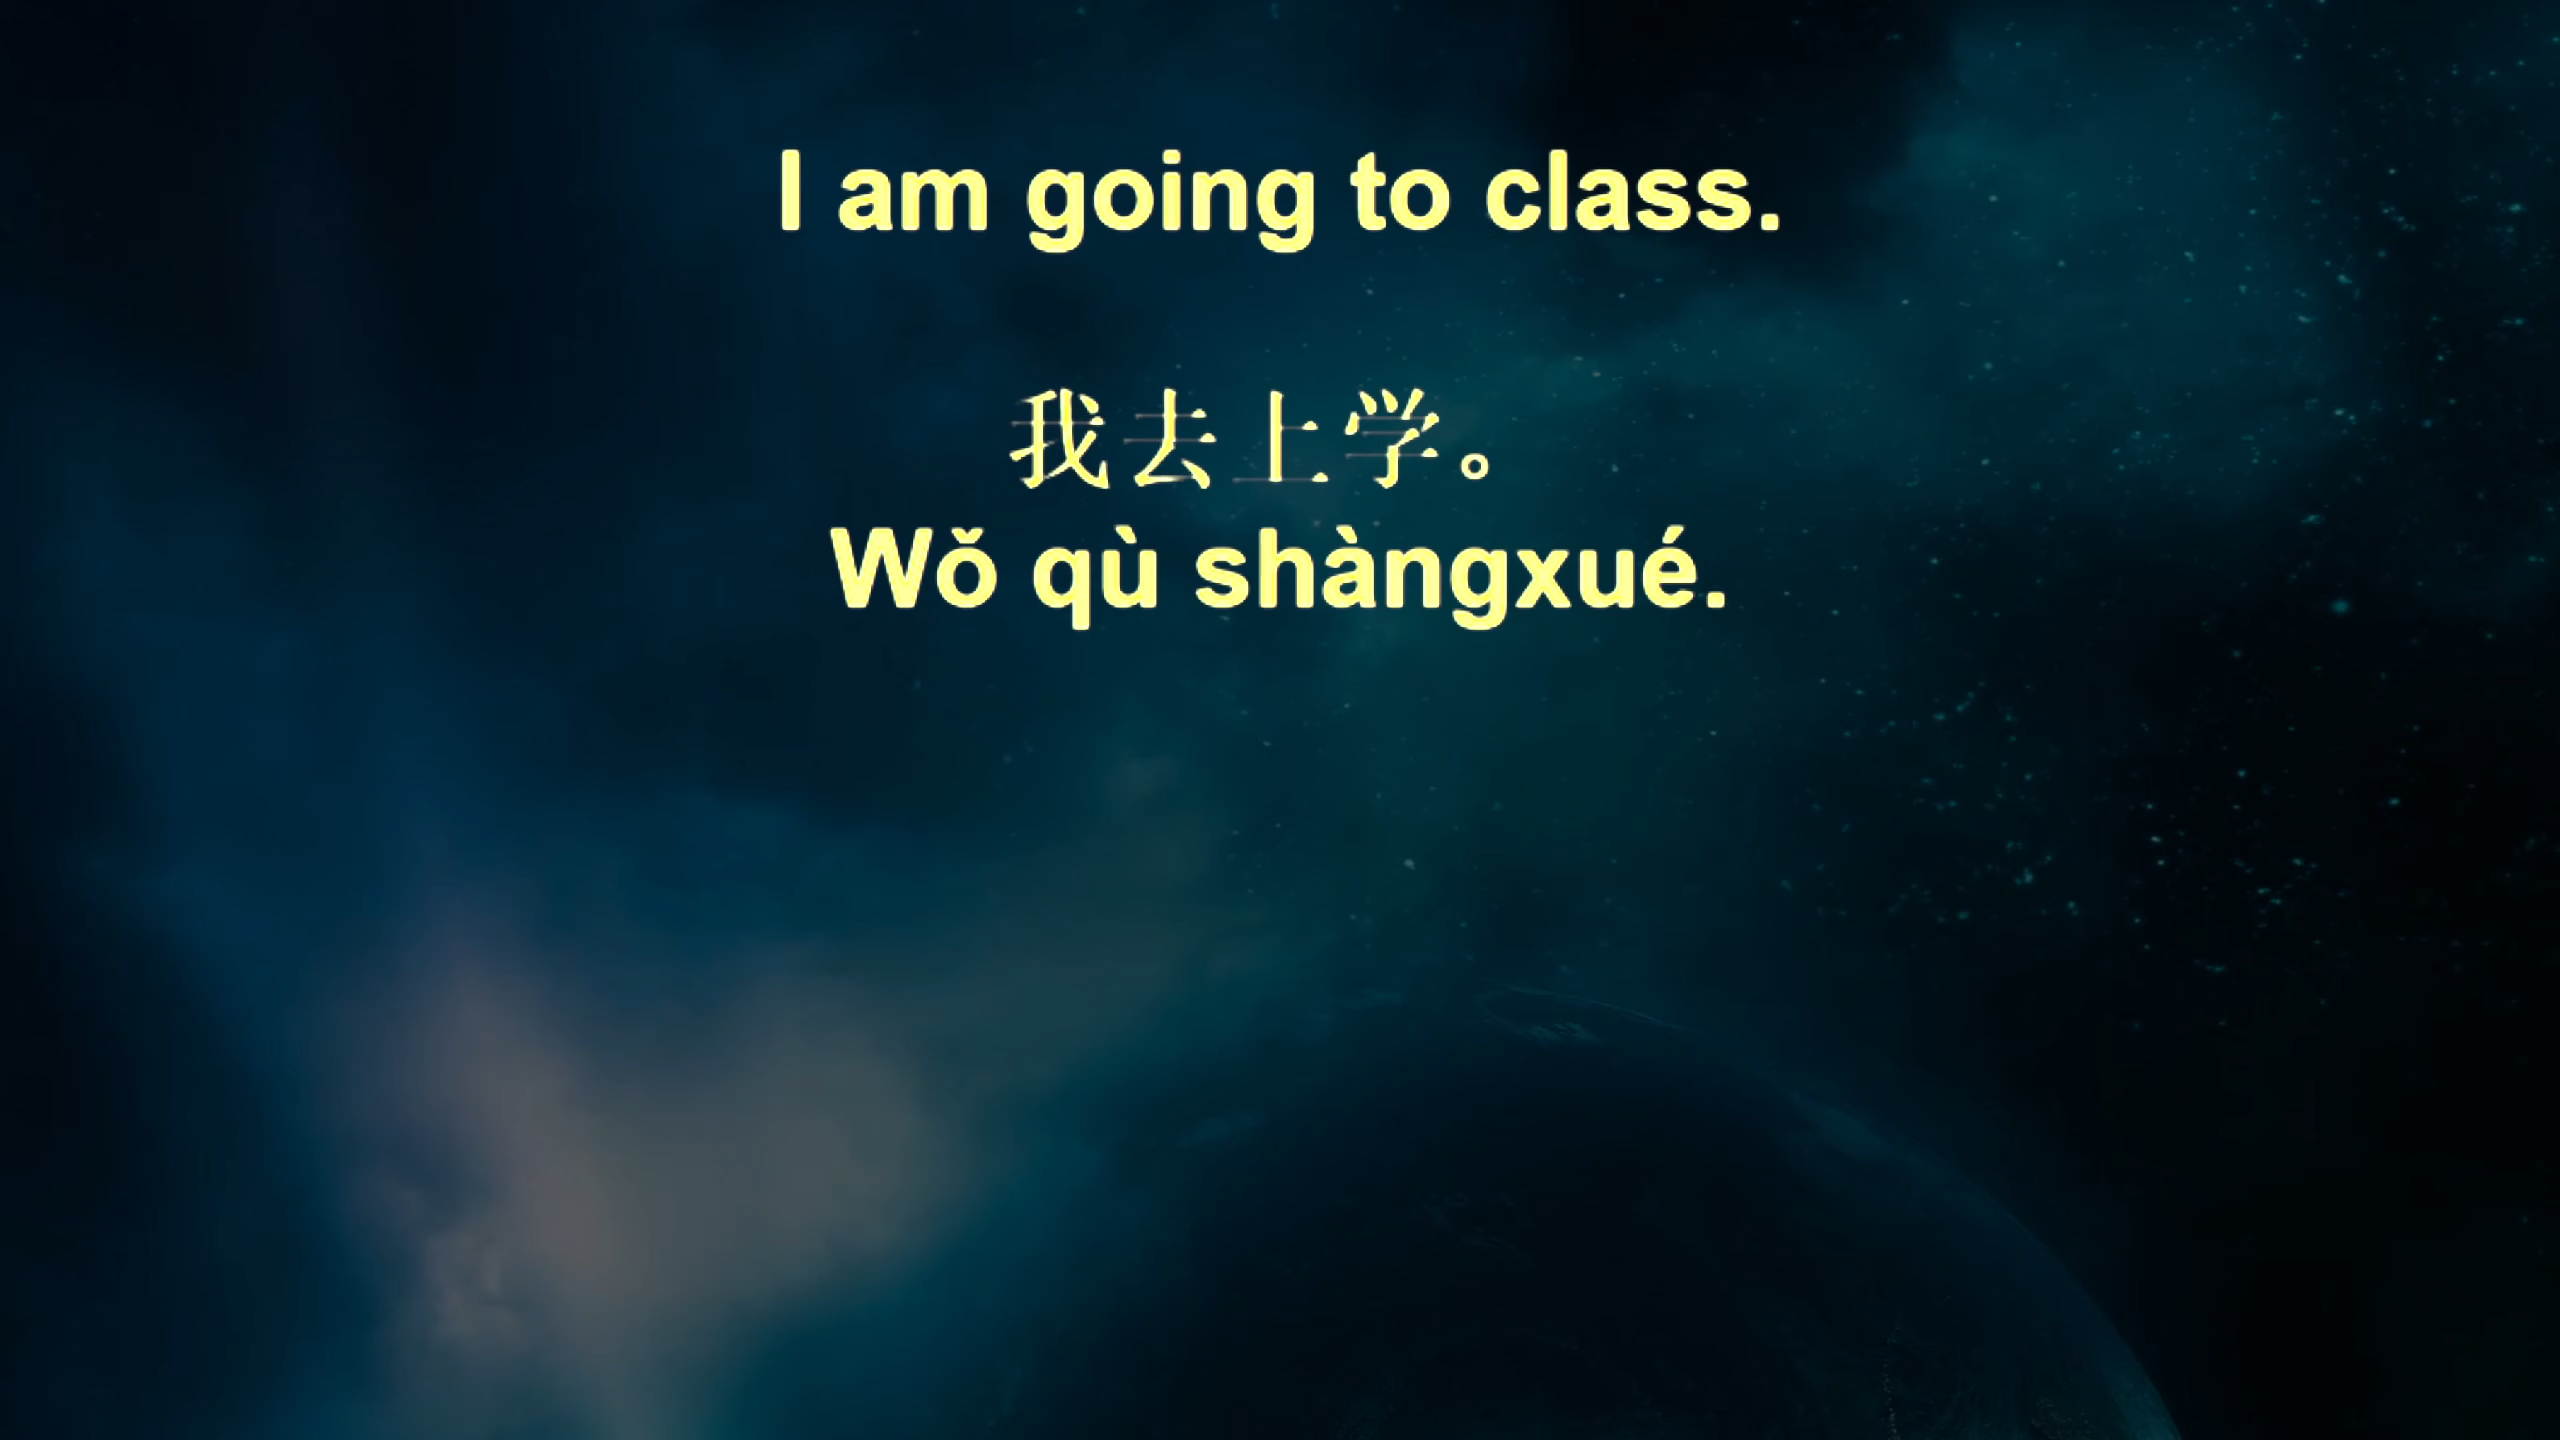 I am going to class.
我去上学。
Wǒ qù shàngxué.